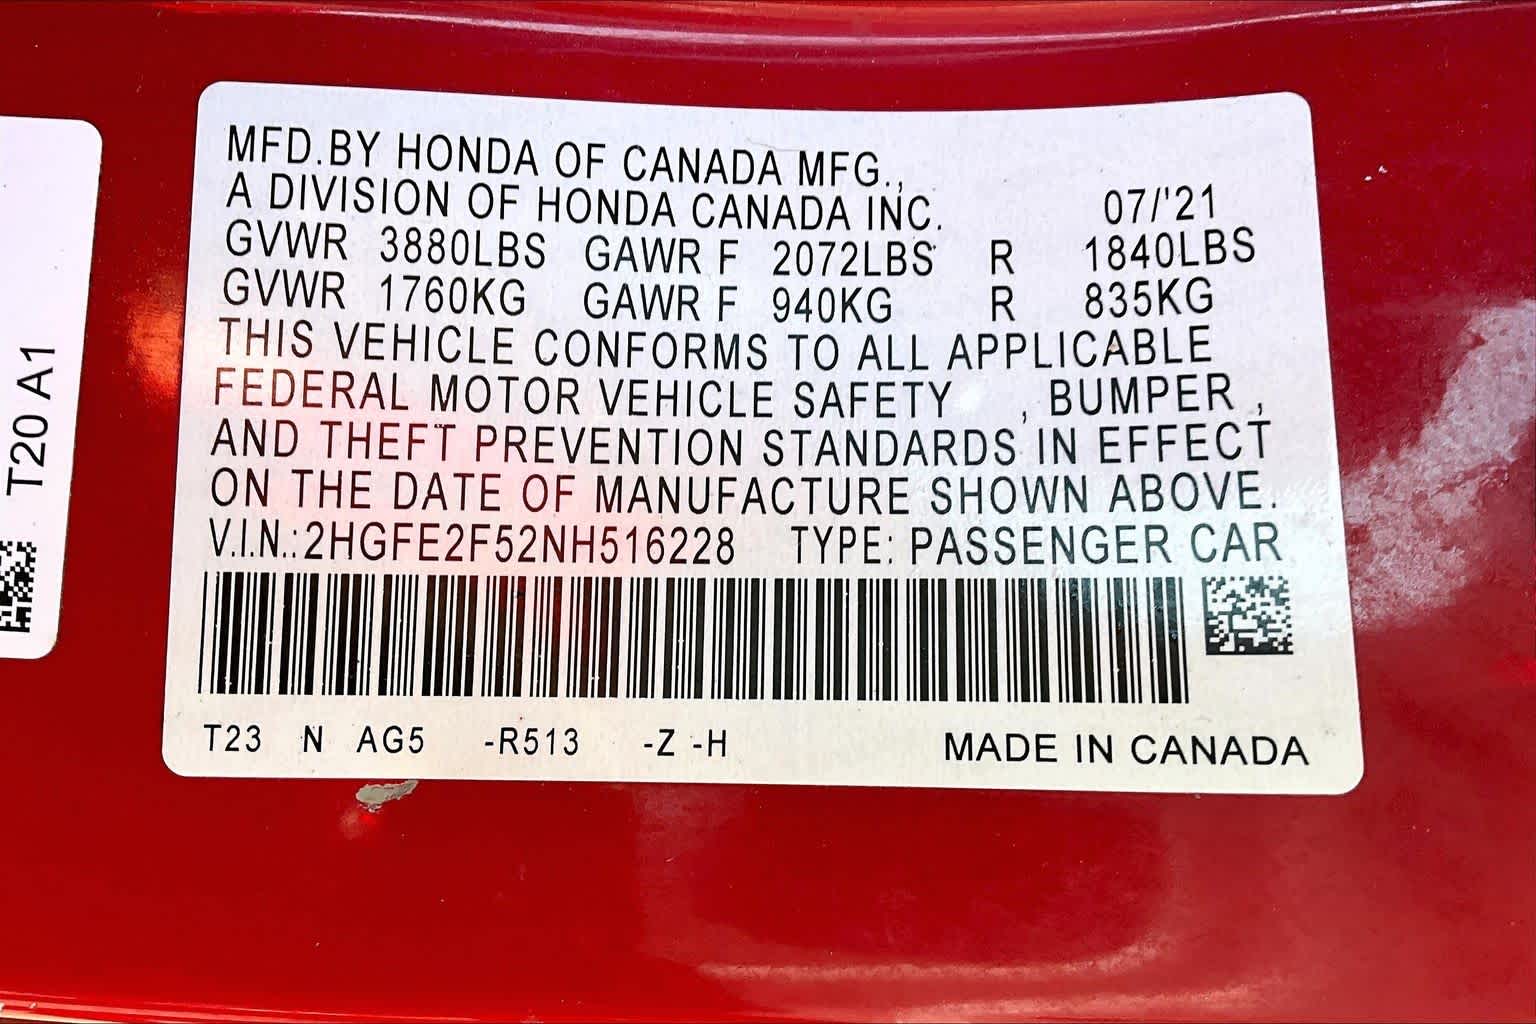 MFD.BY HONDA OF CANADA MFG.,
A DIVISION OF HONDA CANADA INC. 07/'21
GVWR 3880LBS GAWR F 2072LBS R 1840LBS
GVWR 1760KG GAWR F 940KG R 835KG
THIS VEHICLE CONFORMS TO ALL APPLICABLE
FEDERAL MOTOR VEHICLE SAFETY , BUMPER ,
AND THEFT PREVENTION STANDARDS IN EFFECT
ON THE DATE OF MANUFACTURE SHOWN ABOVE.
V.I.N.:2HGFE2F52NH516228 TYPE: PASSENGER CAR
T23 N AG5 -R513 -Z -H MADE IN CANADA
T20 A1